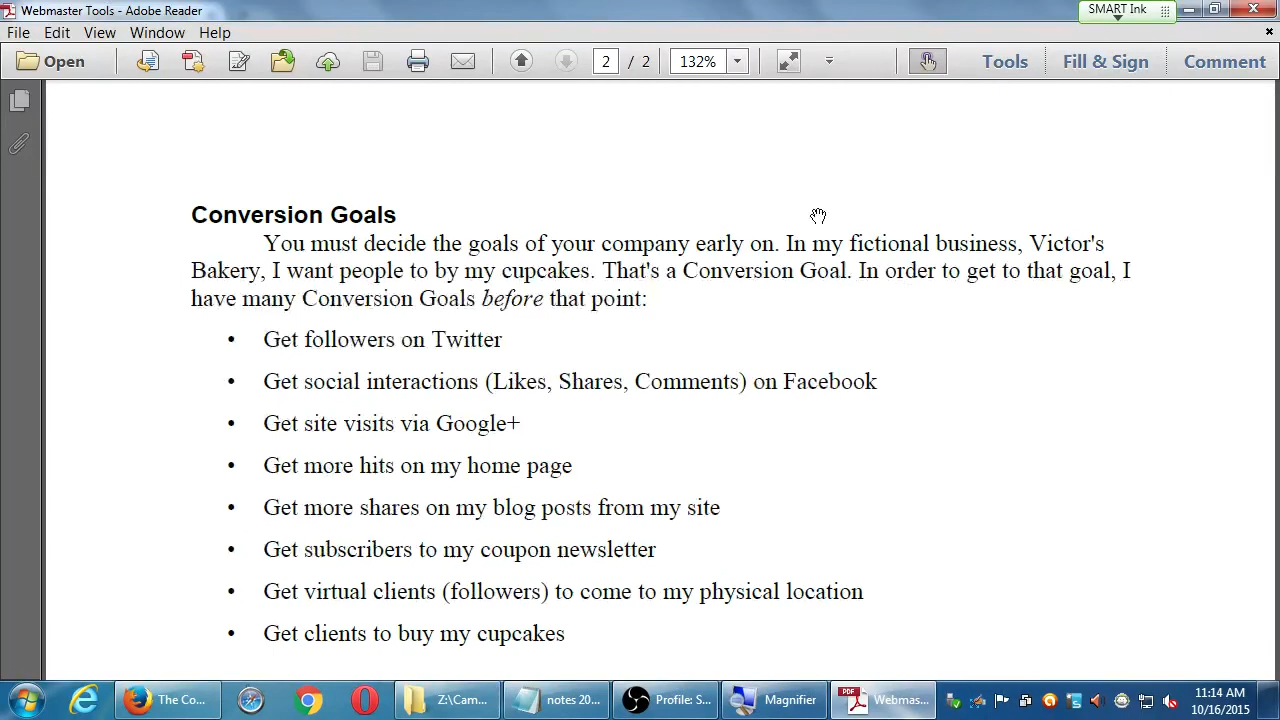 Webmaster Tools - Adobe Reader
SMART Ink
File Edit View Window Help
Open
2 / 2
132%
Tools
Fill & Sign
Comment
Conversion Goals
You must decide the goals of your company early on. In my fictional business, Victor's
Bakery, I want people to by my cupcakes. That's a Conversion Goal. In order to get to that goal, I
have many Conversion Goals before that point:
• Get followers on Twitter
• Get social interactions (Likes, Shares, Comments) on Facebook
• Get site visits via Google+
• Get more hits on my home page
• Get more shares on my blog posts from my site
• Get subscribers to my coupon newsletter
• Get virtual clients (followers) to come to my physical location
• Get clients to buy my cupcakes
The Co...
Z:\Cam...
notes 20...
Profile: S...
Magnifier
PDF
Webmas...
11:14 AM
10/16/2015